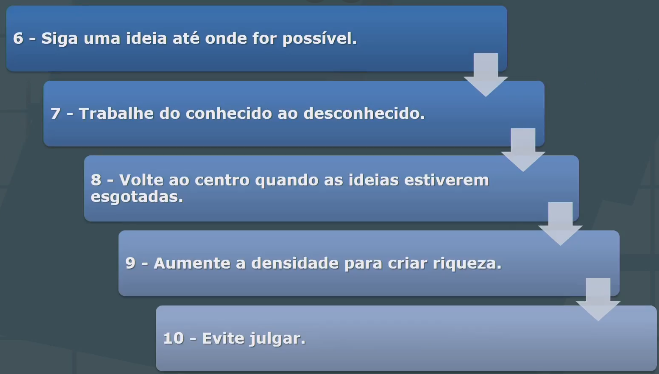 6 - Siga uma ideia até onde for possível.
7 - Trabalhe do conhecido ao desconhecido.
8 - Volte ao centro quando as ideias estiverem
esgotadas.
9 - Aumente a densidade para criar riqueza.
10 - Evite julgar.